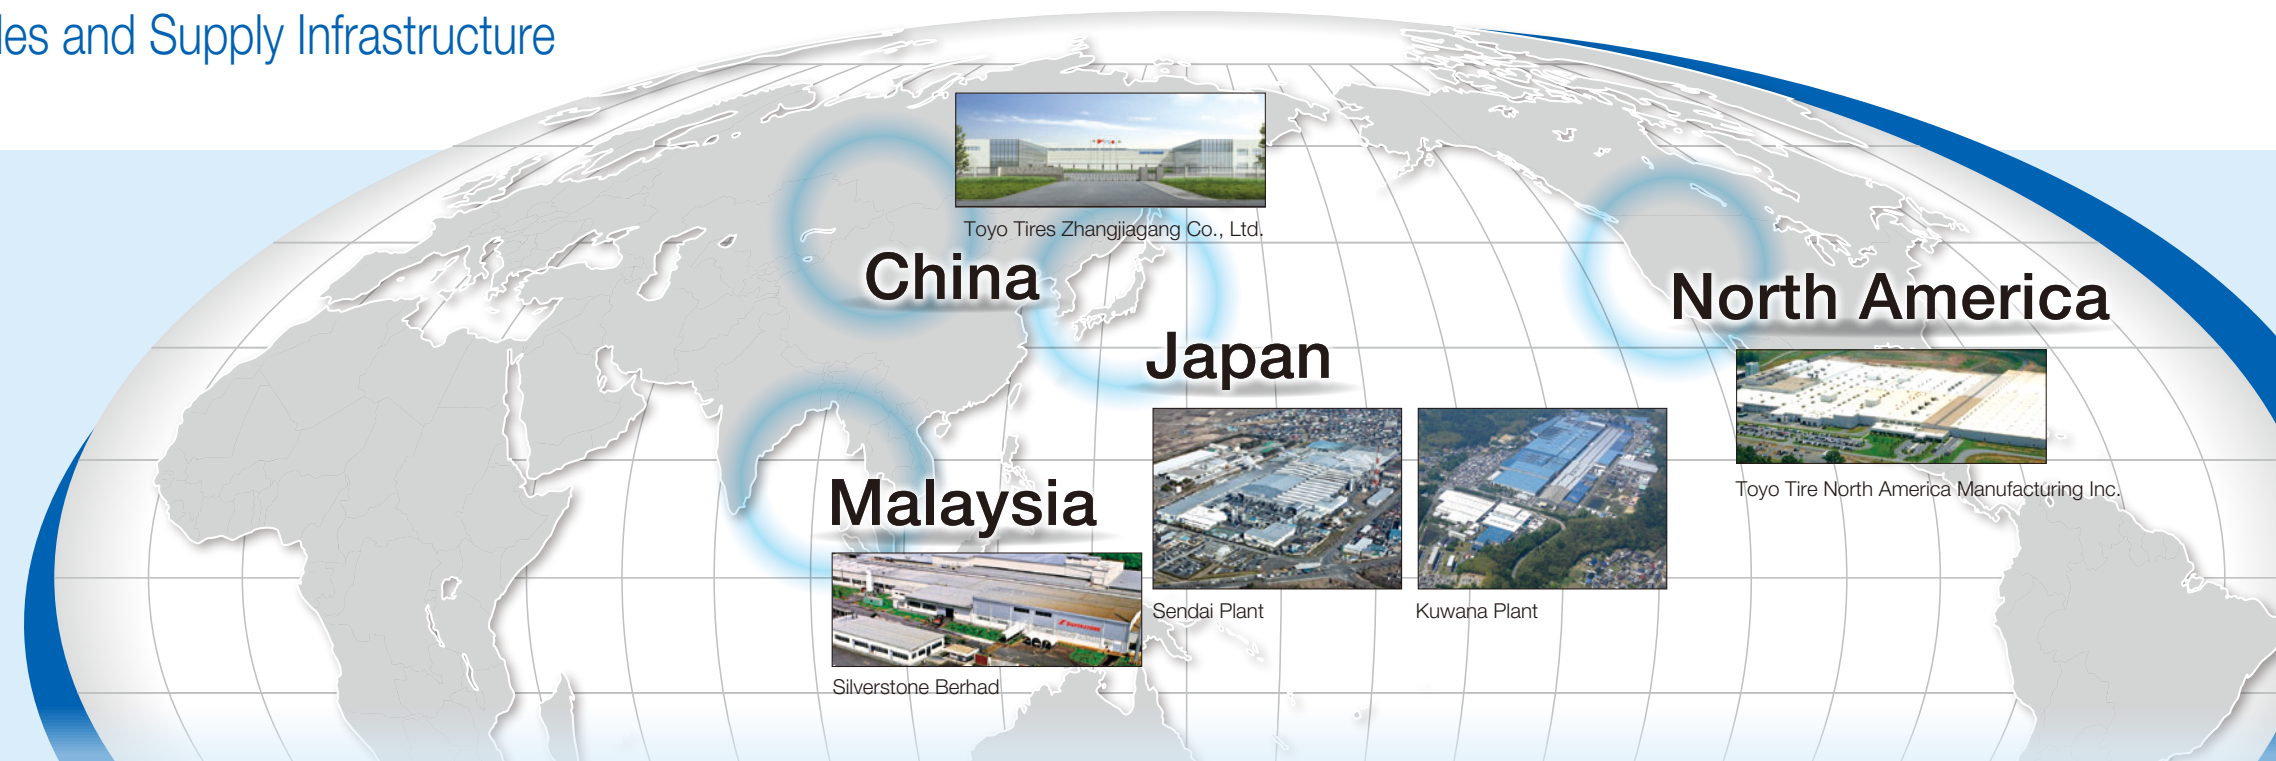 les and Supply Infrastructure
Toyo Tires Zhangjiagang Co., Ltd.
China
North America
Japan
Toyo Tire North America Manufacturing Inc.
Malaysia
Sendai Plant
Kuwana Plant
Silverstone Berhad